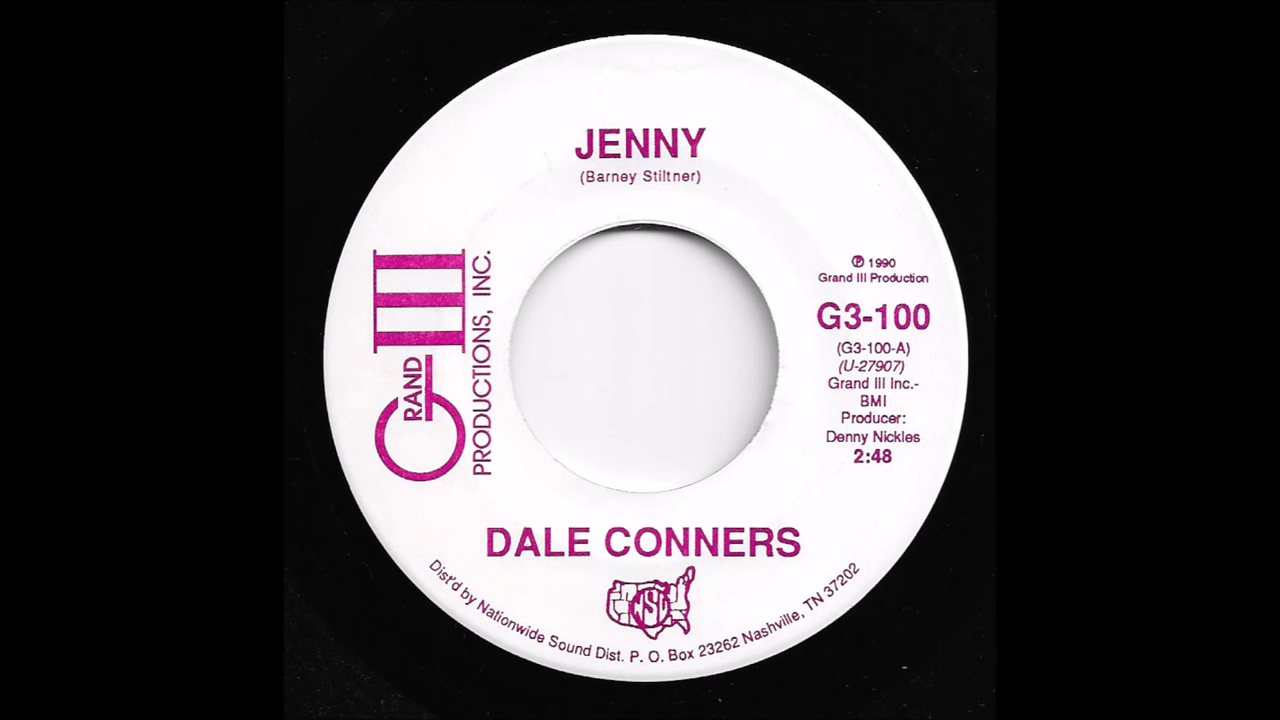 JENNY
(Barney Stiltner)
GRAND III
PRODUCTIONS, INC.
℗ 1990
Grand III Production
G3-100
(G3-100-A)
(U-27907)
Grand III Inc.-
BMI
Producer:
Denny Nickles
2:48
DALE CONNERS
NSD
Dist'd by Nationwide Sound Dist. P. O. Box 23262 Nashville, TN 37202